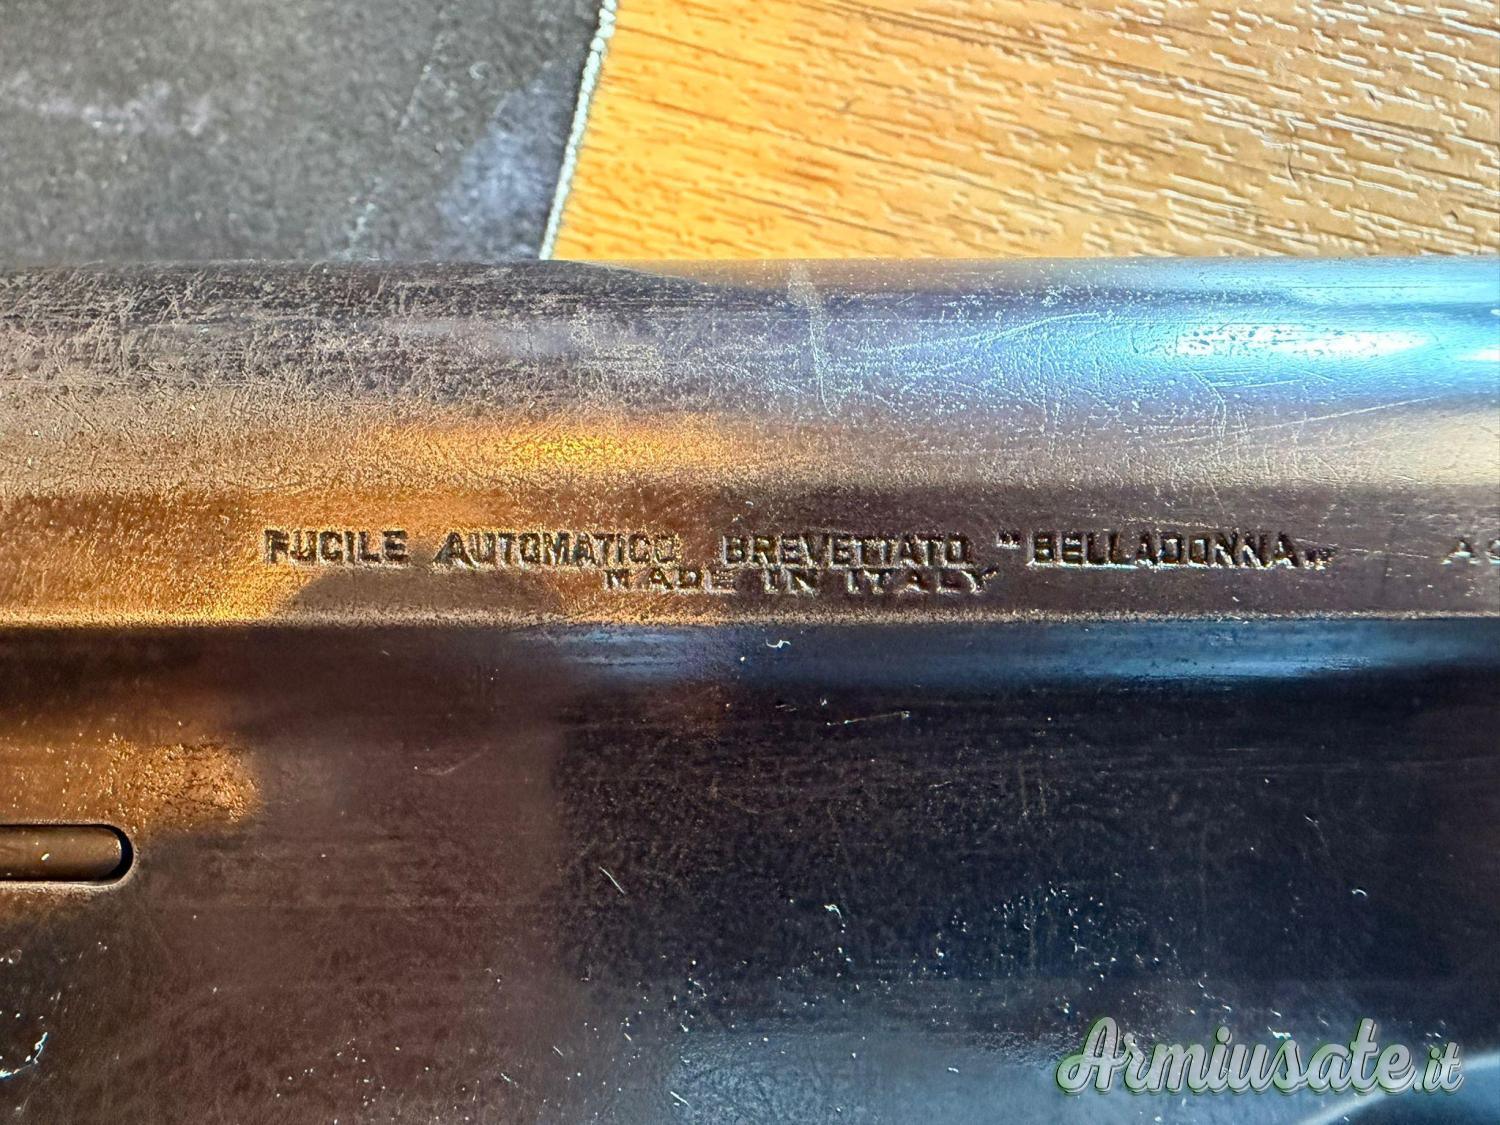 FUCILE AUTOMATICO BREVETTATO "BELLADONNA„
MADE IN ITALY
Armiusate.it